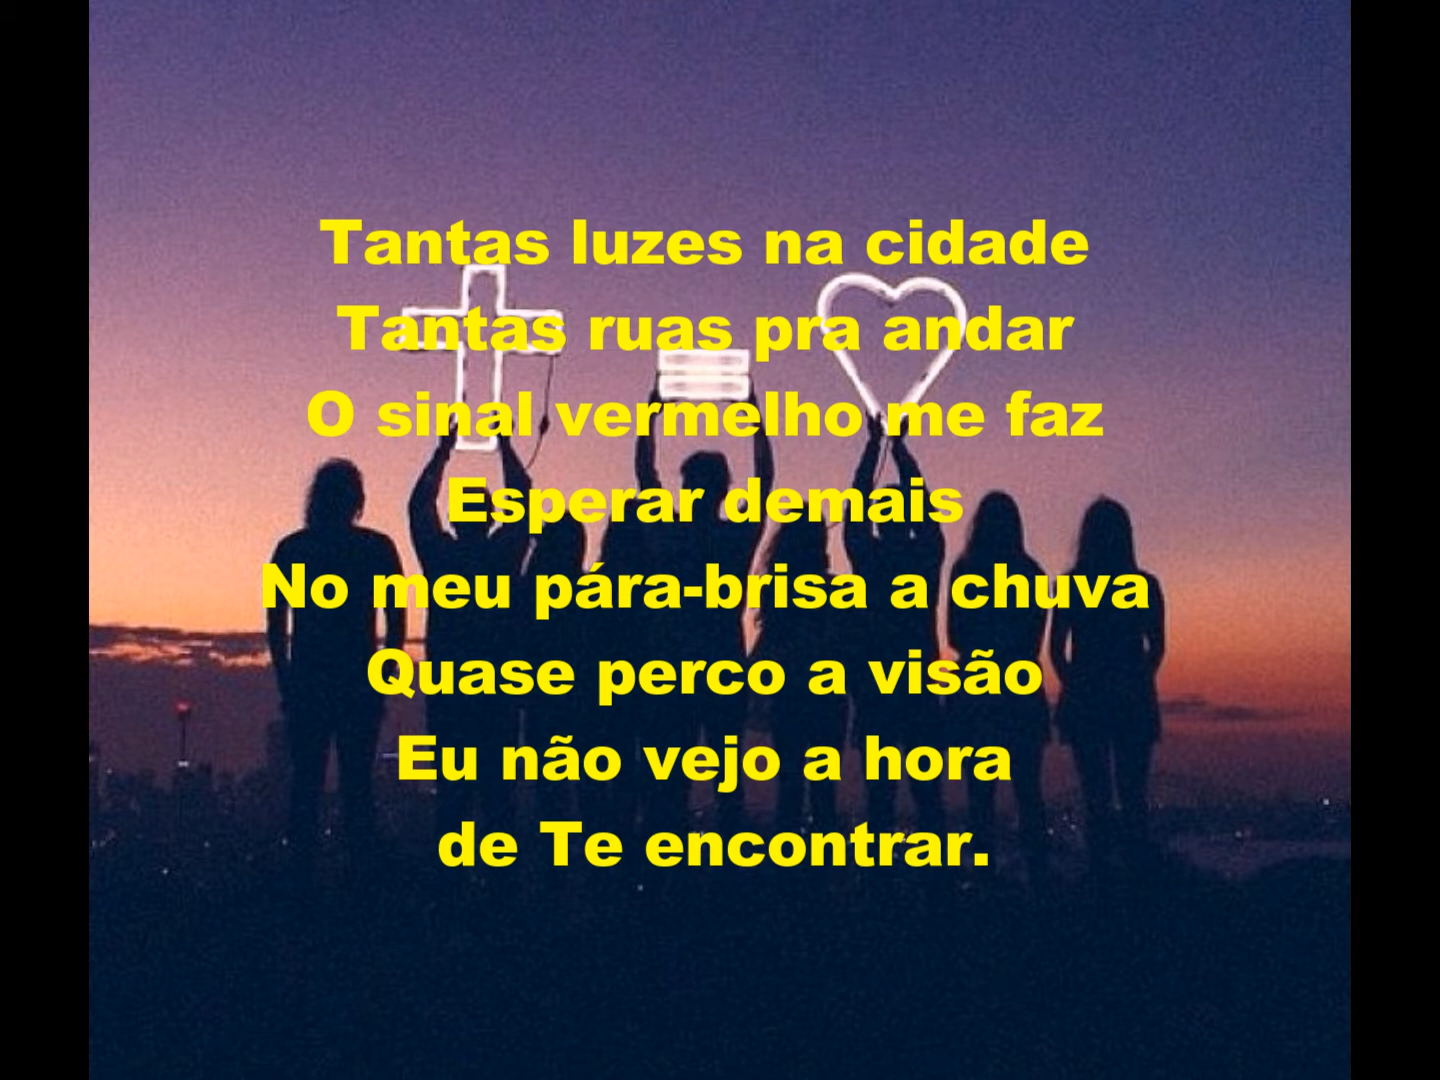 Tantas luzes na cidade
Tantas ruas pra andar
O sinal vermelho me faz
Esperar demais
No meu pára-brisa a chuva
Quase perco a visão
Eu não vejo a hora
de Te encontrar.